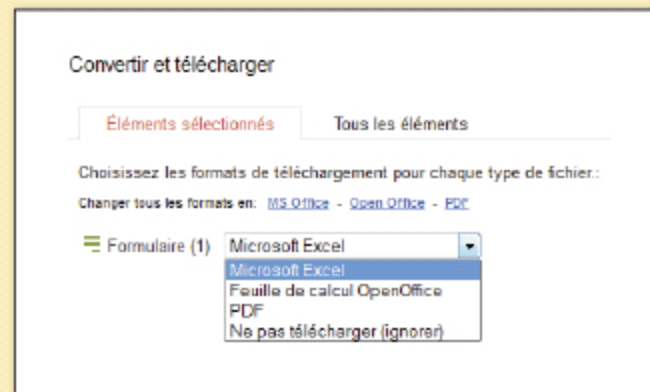 Convertir et télécharger
Éléments sélectionnés Tous les éléments
Choisissez les formats de téléchargement pour chaque type de fichier.:
Changer tous les formats en: MS Office - Open Office - PDF
Formulaire (1) Microsoft Excel
Microsoft Excel
Feuille de calcul OpenOffice
PDF
Ne pas télécharger (ignorer)